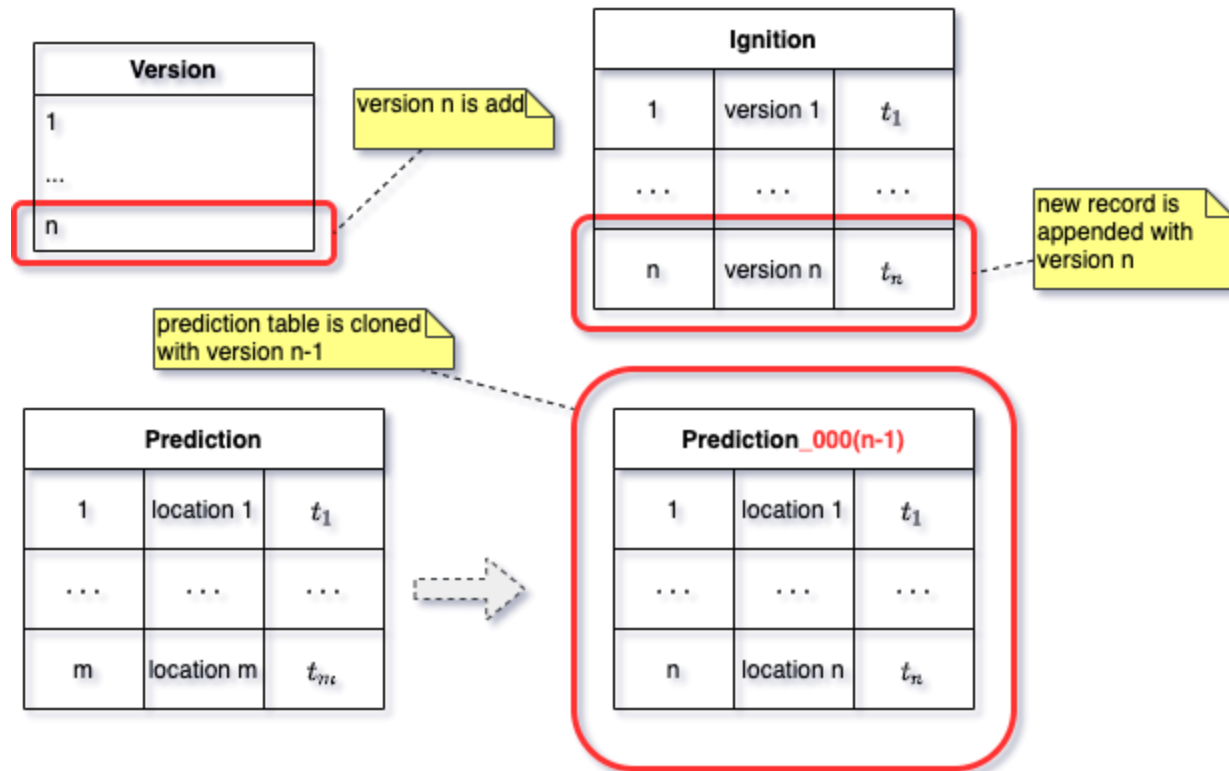 Version
1
...
n
version n is add
Ignition
1 version 1 t₁
... ... ...
n version n tₙ
new record is
appended with
version n
prediction table is cloned
with version n-1
Prediction
1 location 1 t₁
... ... ...
m location m tₘ
Prediction_000(n-1)
1 location 1 t₁
... ... ...
n location n tₙ